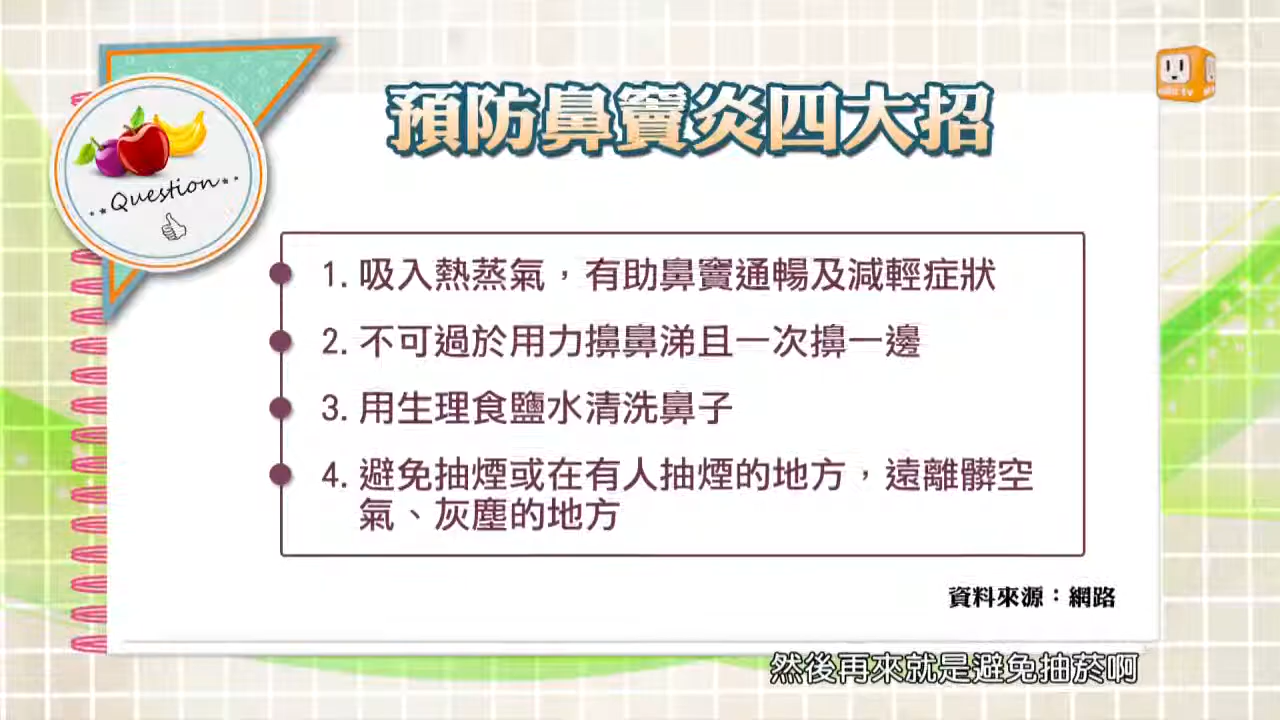 預防鼻竇炎四大招
Question
1. 吸入熱蒸氣，有助鼻竇通暢及減輕症狀
2. 不可過於用力擤鼻涕且一次擤一邊
3. 用生理食鹽水清洗鼻子
4. 避免抽煙或在有人抽煙的地方，遠離髒空
氣、灰塵的地方
資料來源：網路
然後再來就是避免抽菸啊